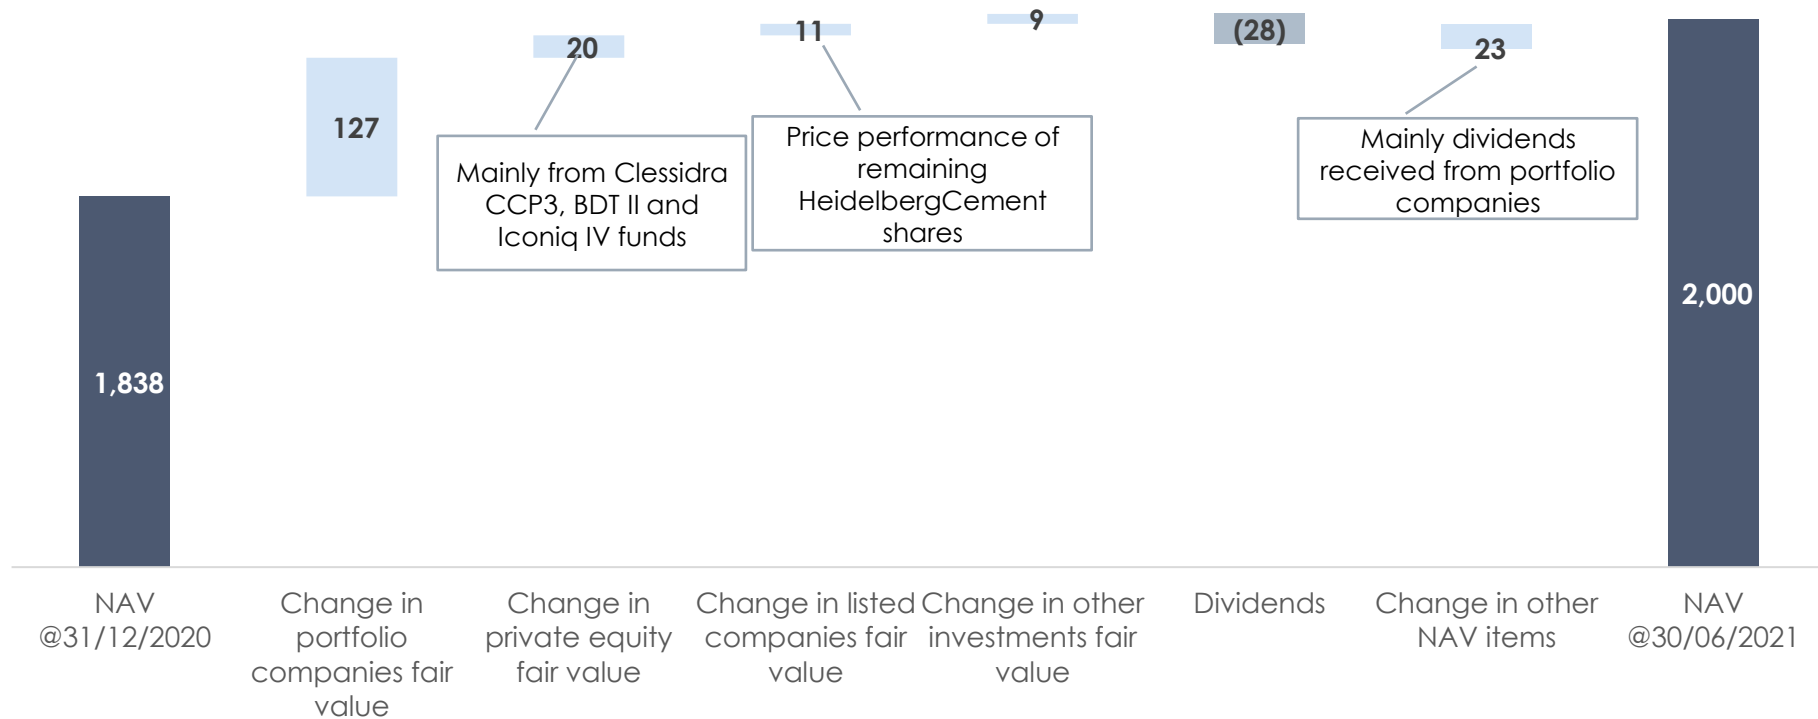 9
11
(28)
20
23
127
Price performance of
remaining
HeidelbergCement
shares
Mainly dividends
received from portfolio
companies
Mainly from Clessidra
CCP3, BDT II and
Iconiq IV funds
2,000
1,838
NAV
@31/12/2020
Change in
portfolio
companies fair
value
Change in
private equity
fair value
Change in listed
companies fair
value
Change in other
investments fair
value
Dividends
Change in other
NAV items
NAV
@30/06/2021